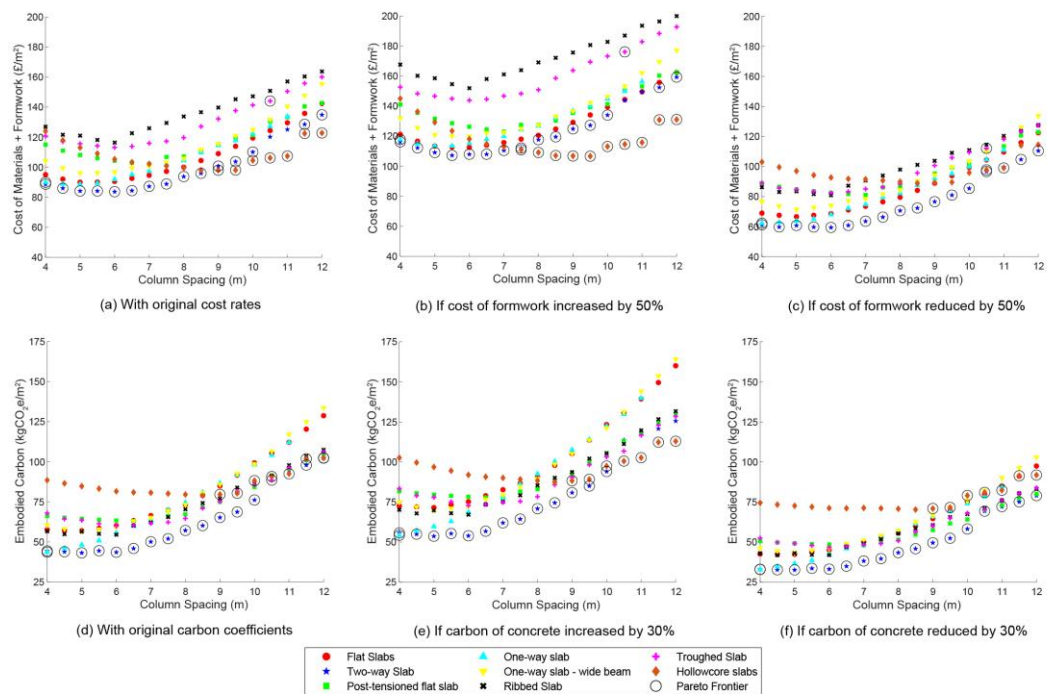 Cost of Materials + Formwork (£/m²)
200
180
160
140
120
100
80
60
40
4 5 6 7 8 9 10 11 12
Column Spacing (m)
(a) With original cost rates
Cost of Materials + Formwork (£/m²)
200
180
160
140
120
100
80
60
40
4 5 6 7 8 9 10 11 12
Column Spacing (m)
(b) If cost of formwork increased by 50%
Cost of Materials + Formwork (£/m²)
200
180
160
140
120
100
80
60
40
4 5 6 7 8 9 10 11 12
Column Spacing (m)
(c) If cost of formwork reduced by 50%
Embodied Carbon (kgCO₂e/m²)
175
150
125
100
75
50
25
4 5 6 7 8 9 10 11 12
Column Spacing (m)
(d) With original carbon coefficients
Embodied Carbon (kgCO₂e/m²)
175
150
125
100
75
50
25
4 5 6 7 8 9 10 11 12
Column Spacing (m)
(e) If carbon of concrete increased by 30%
Embodied Carbon (kgCO₂e/m²)
175
150
125
100
75
50
25
4 5 6 7 8 9 10 11 12
Column Spacing (m)
(f) If carbon of concrete reduced by 30%
Flat Slabs
Two-way Slab
Post-tensioned flat slab
One-way slab
One-way slab - wide beam
Ribbed Slab
Troughed Slab
Hollowcore slabs
Pareto Frontier